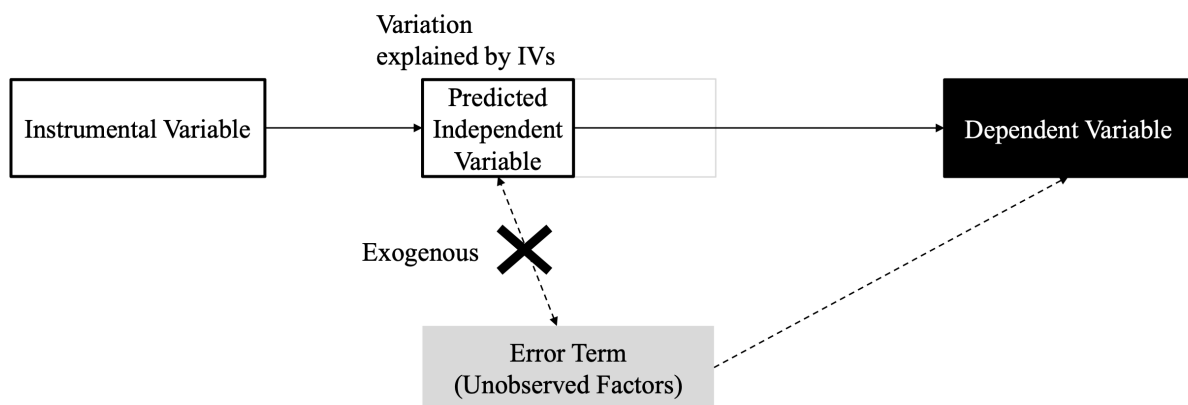 Variation
explained by IVs
Instrumental Variable
Predicted
Independent
Variable
Dependent Variable
Exogenous
Error Term
(Unobserved Factors)